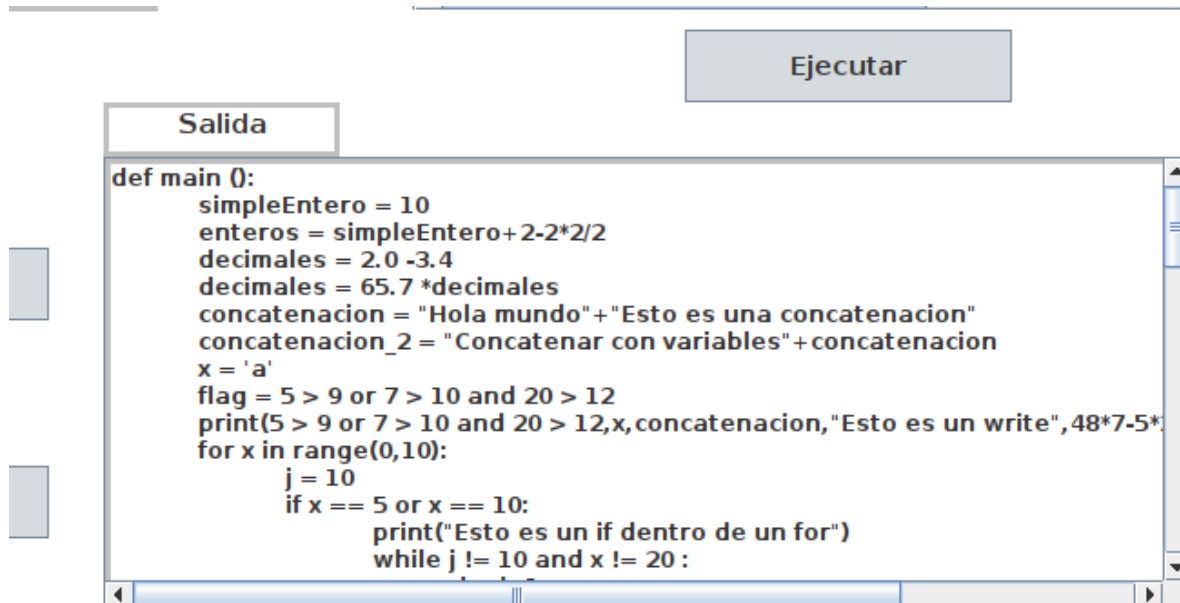 Ejecutar
Salida
def main ():
simpleEntero = 10
enteros = simpleEntero+2-2*2/2
decimales = 2.0 -3.4
decimales = 65.7 *decimales
concatenacion = "Hola mundo"+"Esto es una concatenacion"
concatenacion_2 = "Concatenar con variables"+concatenacion
x = 'a'
flag = 5 > 9 or 7 > 10 and 20 > 12
print(5 > 9 or 7 > 10 and 20 > 12,x,concatenacion,"Esto es un write",48*7-5*
for x in range(0,10):
j = 10
if x == 5 or x == 10:
print("Esto es un if dentro de un for")
while j != 10 and x != 20 :